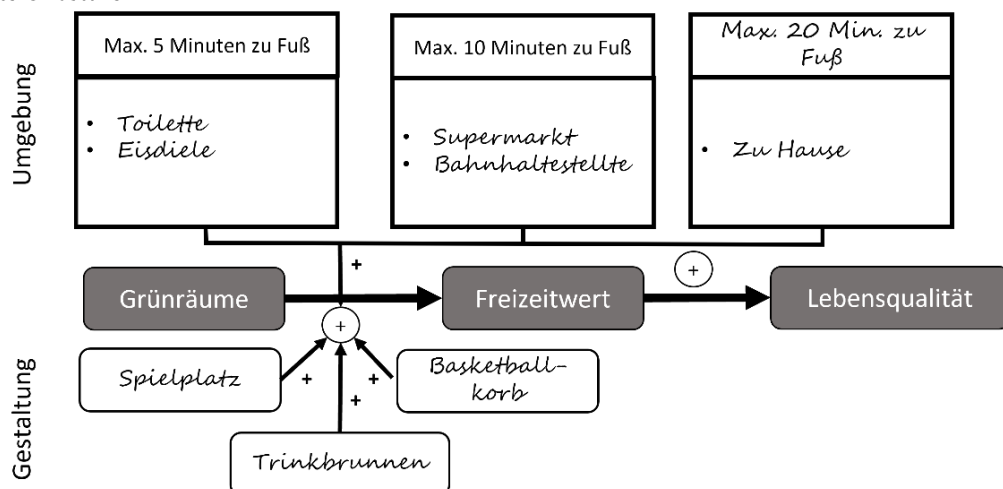 Umgebung
Max. 5 Minuten zu Fuß
• Toilette
• Eisdiele
Max. 10 Minuten zu Fuß
• Supermarkt
• Bahnhaltestellte
Max. 20 Min. zu
Fuß
• Zu Hause
+
+
Grünräume
Freizeitwert
Lebensqualität
+
Gestaltung
Spielplatz
+
+
+
Basketball-
korb
Trinkbrunnen